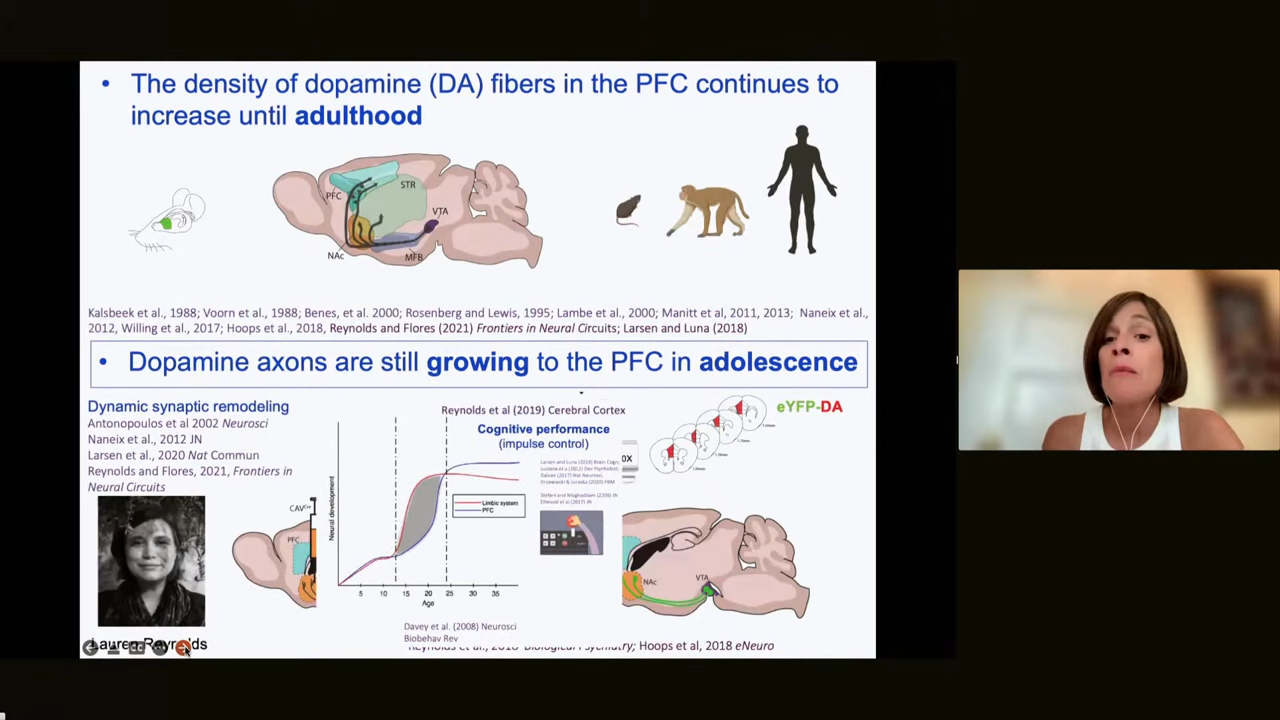 • The density of dopamine (DA) fibers in the PFC continues to
increase until adulthood
PFC
STR
VTA
NAc
MFB
Kalsbeek et al., 1988; Voorn et al., 1988; Benes, et al. 2000; Rosenberg and Lewis, 1995; Lambe et al., 2000; Manitt et al, 2011, 2013; Naneix et al.,
2012, Willing et al., 2017; Hoops et al., 2018, Reynolds and Flores (2021) Frontiers in Neural Circuits; Larsen and Luna (2018)
• Dopamine axons are still growing to the PFC in adolescence
Dynamic synaptic remodeling
Antonopoulos et al 2002 Neurosci
Naneix et al., 2012 JN
Larsen et al., 2020 Nat Commun
Reynolds and Flores, 2021, Frontiers in
Neural Circuits
Lauren Reynolds
CAV
PFC
Reynolds et al (2019) Cerebral Cortex
Cognitive performance
(impulse control)
Neural development
Limbic system
PFC
5 10 15 20 25 30 35
Age
Davey et al. (2008) Neurosci
Biobehav Rev
0X
eYFP-DA
NAc
VTA
Hoops et al, 2018 eNeuro